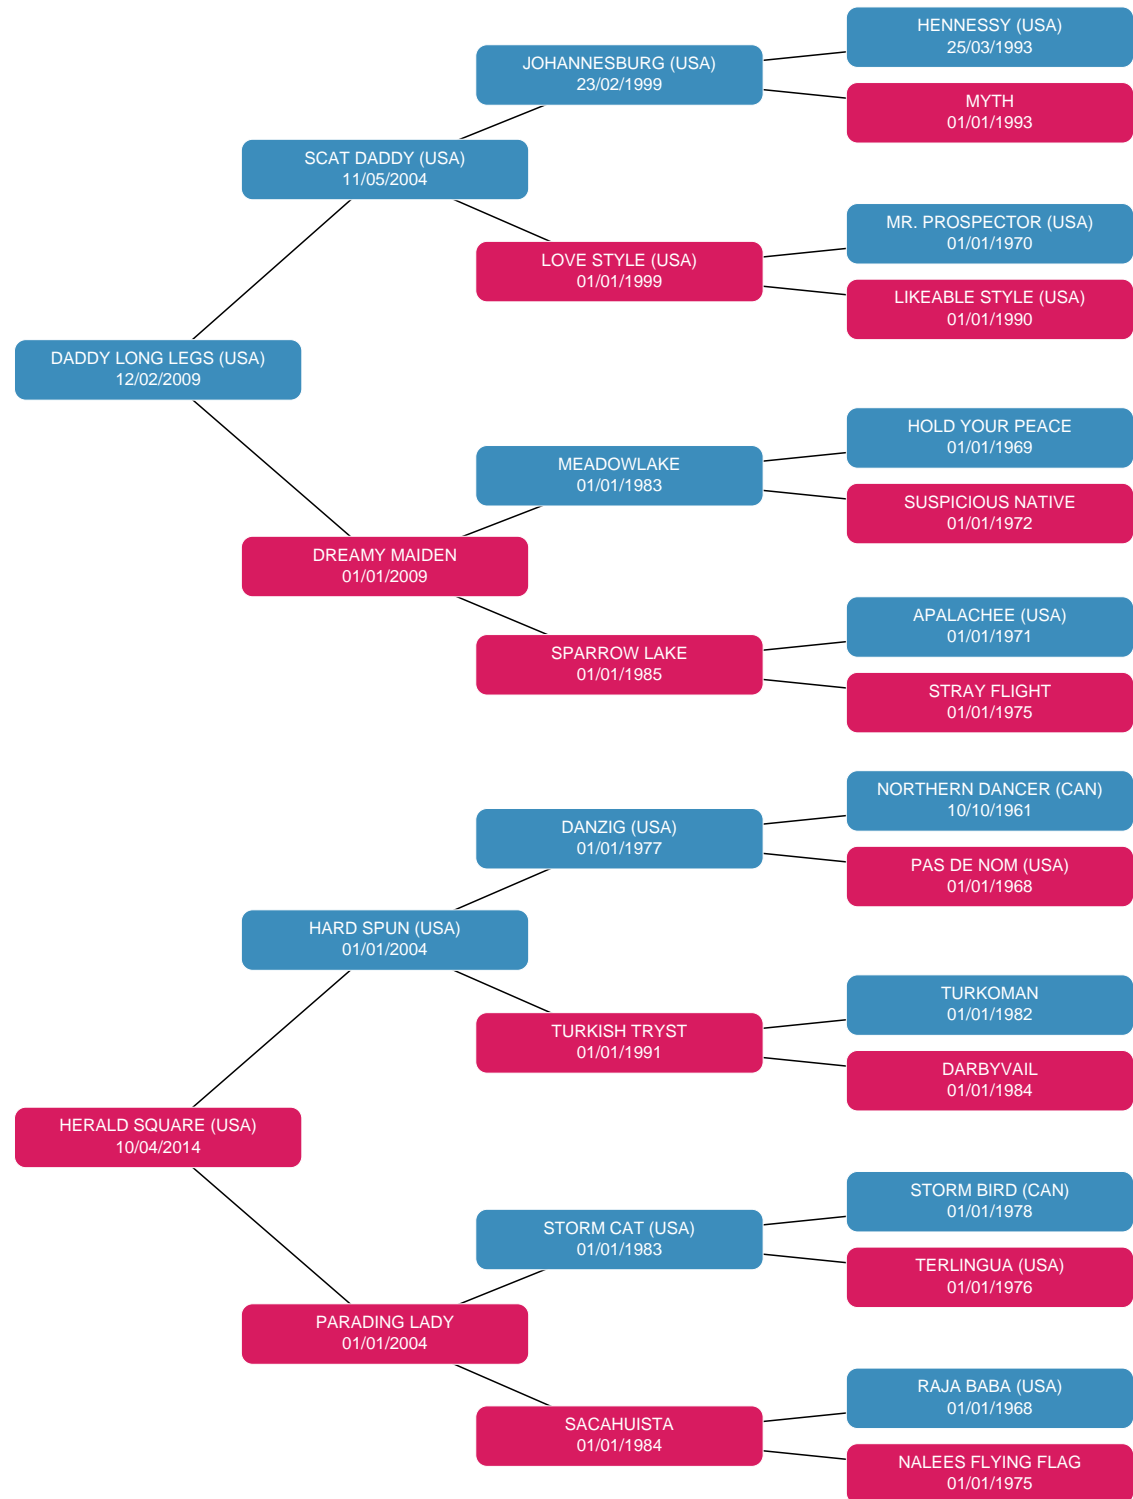 HENNESSY (USA)
25/03/1993
JOHANNESBURG (USA)
23/02/1999
MYTH
01/01/1993
SCAT DADDY (USA)
11/05/2004
MR. PROSPECTOR (USA)
01/01/1970
LOVE STYLE (USA)
01/01/1999
LIKEABLE STYLE (USA)
01/01/1990
DADDY LONG LEGS (USA)
12/02/2009
HOLD YOUR PEACE
01/01/1969
MEADOWLAKE
01/01/1983
SUSPICIOUS NATIVE
01/01/1972
DREAMY MAIDEN
01/01/2009
APALACHEE (USA)
01/01/1971
SPARROW LAKE
01/01/1985
STRAY FLIGHT
01/01/1975
NORTHERN DANCER (CAN)
10/10/1961
DANZIG (USA)
01/01/1977
PAS DE NOM (USA)
01/01/1968
HARD SPUN (USA)
01/01/2004
TURKOMAN
01/01/1982
TURKISH TRYST
01/01/1991
DARBYVAIL
01/01/1984
HERALD SQUARE (USA)
10/04/2014
STORM BIRD (CAN)
01/01/1978
STORM CAT (USA)
01/01/1983
TERLINGUA (USA)
01/01/1976
PARADING LADY
01/01/2004
RAJA BABA (USA)
01/01/1968
SACAHUISTA
01/01/1984
NALEES FLYING FLAG
01/01/1975